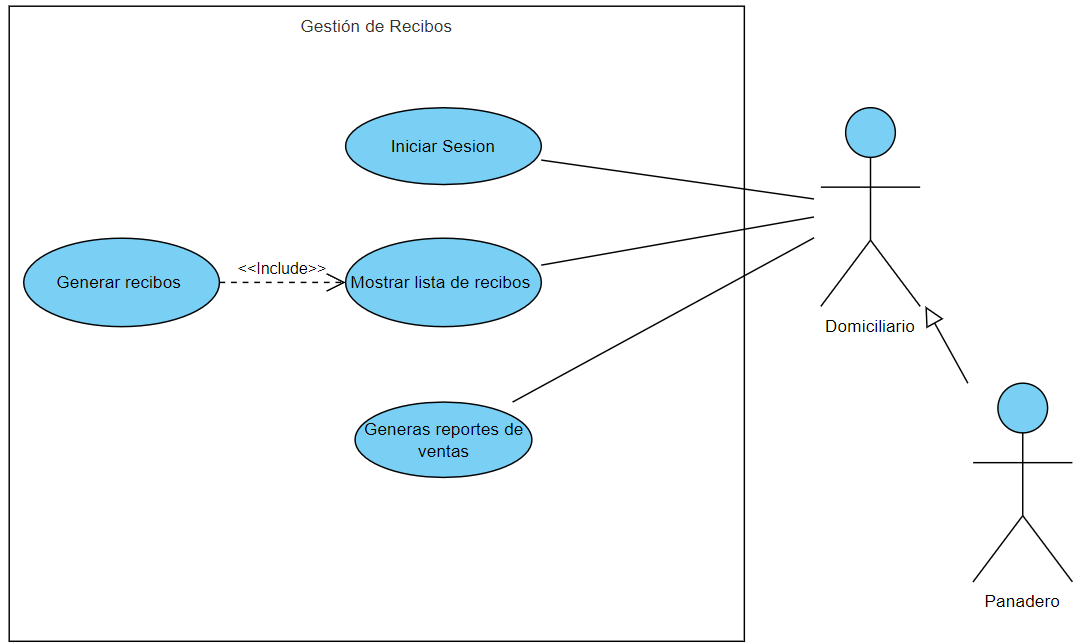 Gestión de Recibos
Iniciar Sesion
Generar recibos
<<Include>>
Mostrar lista de recibos
Generas reportes de
ventas
Domiciliario
Panadero